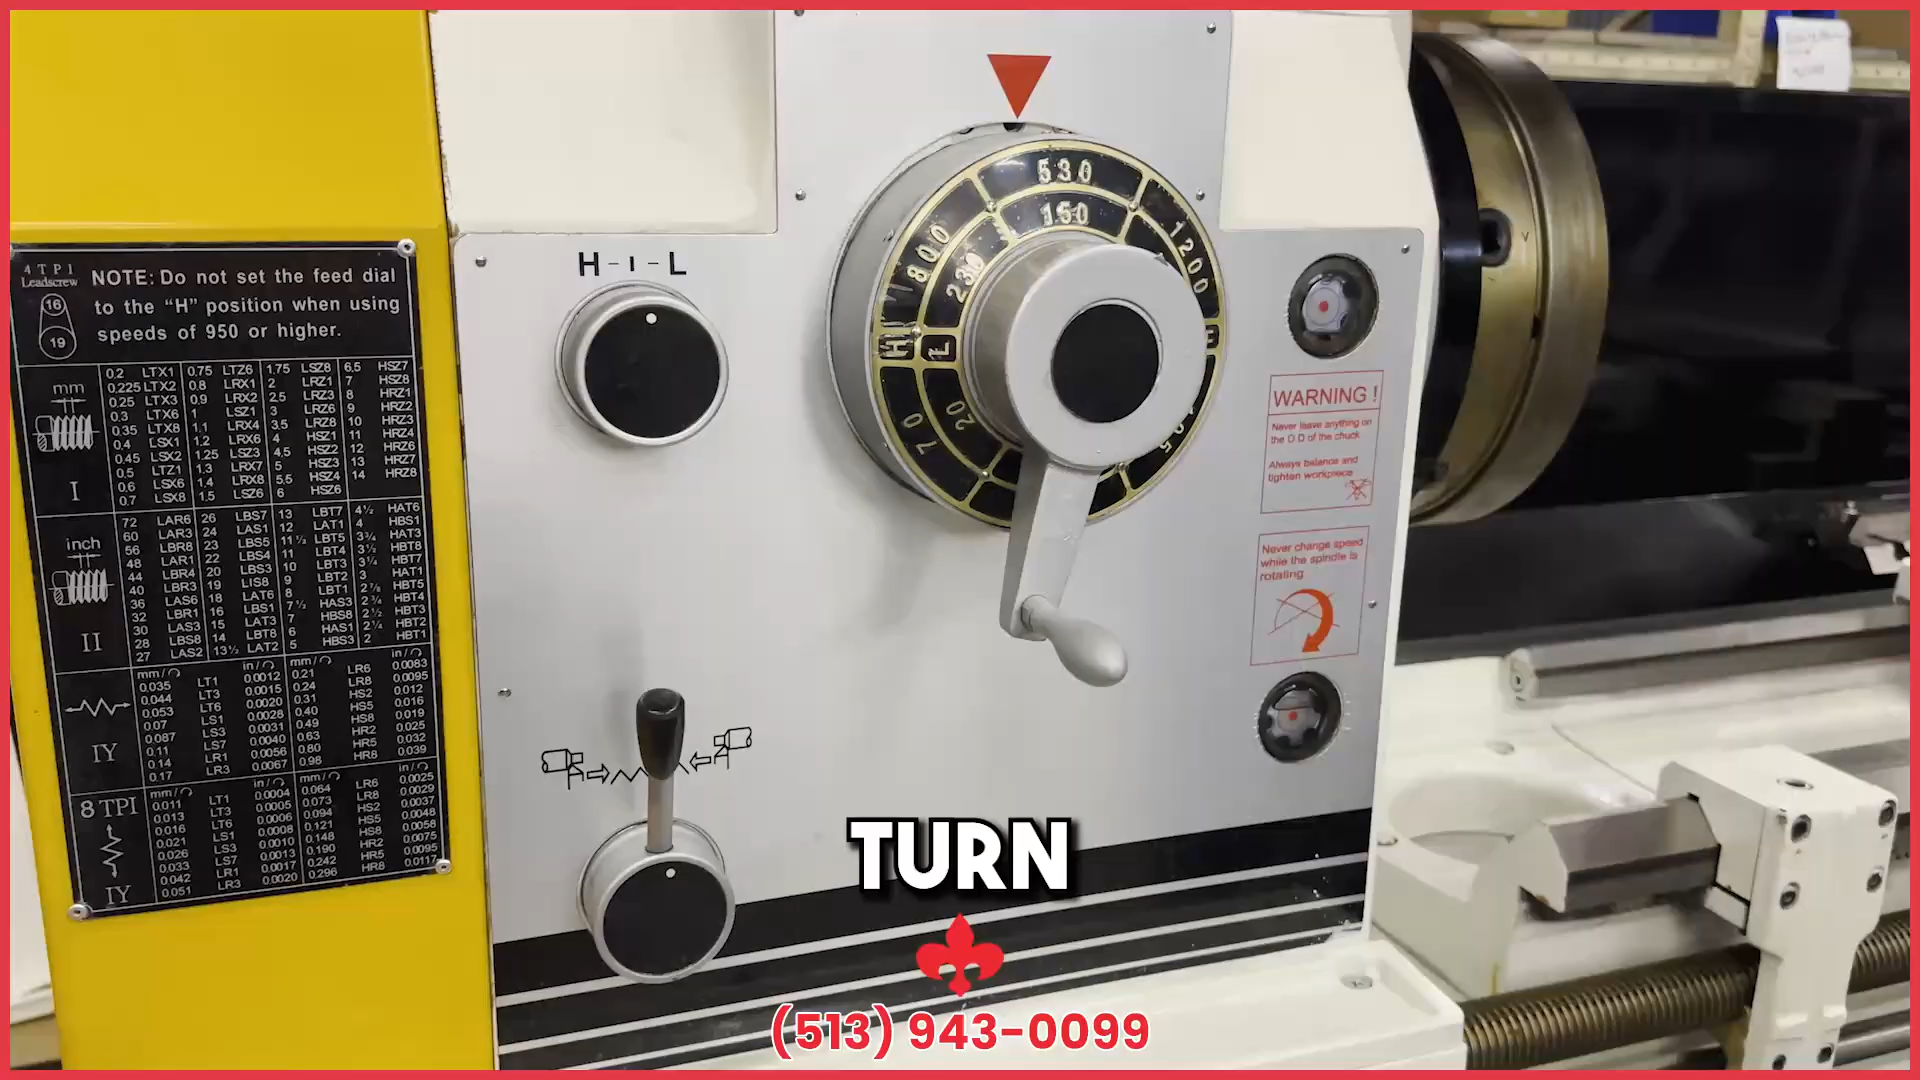 4 TPI
Leadscrew
16
19
NOTE: Do not set the feed dial
to the “H” position when using
speeds of 950 or higher.
mm
I
0.2 LTX1 0.75 LTZ6 1.75 LSZ8 6.5 HSZ7
0.225 LTX2 0.8 LRX1 2 LRZ1 7 HSZ8
0.25 LTX3 0.9 LRX2 2.5 LRZ3 8 HRZ1
0.3 LTX6 1 LSZ1 3 LRZ6 9 HRZ2
0.35 LTX8 1.1 LRX4 3.5 LRZ8 10 HRZ3
0.4 LSX1 1.2 LRX6 4 HSZ1 11 HRZ4
0.45 LSX2 1.25 LSZ3 4.5 HSZ2 12 HRZ6
0.5 LTZ1 1.3 LRX7 5 HSZ3 13 HRZ7
0.6 LSX6 1.4 LRX8 5.5 HSZ4 14 HRZ8
0.7 LSX8 1.5 LSZ6 6 HSZ6
inch
II
72 LAR6 26 LBS7 13 LBT7 4½ HAT6
60 LAR3 24 LAS1 12 LAT1 4 HBS1
56 LBR8 23 LBS5 11½ LBT5 3¾ HAT3
48 LAR1 22 LBS4 11 LBT4 3½ HBT8
44 LBR4 20 LBS3 10 LBT3 3¼ HBT7
40 LBR3 19 LIS8 9 LBT2 3 HAT1
36 LAS6 18 LAT6 8 LBT1 2⅞ HBT5
32 LBR1 16 LBS1 7½ HAS3 2¾ HBT4
30 LAS3 15 LAT3 7 HBS8 2½ HBT3
28 LBS8 14 LBT8 6 HAS1 2¼ HBT2
27 LAS2 13½ LAT2 5 HBS3 2 HBT1
IY
mm/ in/ mm/ in/
0.035 LT1 0.0012 0.21 LR6 0.0083
0.044 LT3 0.0015 0.24 LR8 0.0095
0.053 LT6 0.0020 0.31 HS2 0.012
0.07 LS1 0.0028 0.40 HS5 0.016
0.087 LS3 0.0031 0.49 HS8 0.019
0.11 LS7 0.0040 0.63 HR2 0.025
0.14 LR1 0.0056 0.80 HR5 0.032
0.17 LR3 0.0067 0.98 HR8 0.039
8 TPI
IY
mm/ in/ mm/ in/
0.011 LT1 0.0004 0.064 LR6 0.0025
0.013 LT3 0.0005 0.073 LR8 0.0029
0.016 LT6 0.0006 0.094 HS2 0.0037
0.021 LS1 0.0008 0.121 HS5 0.0048
0.026 LS3 0.0010 0.148 HS8 0.0058
0.033 LS7 0.0013 0.190 HR2 0.0075
0.042 LR1 0.0017 0.242 HR5 0.0095
0.051 LR3 0.0020 0.296 HR8 0.0117
H - I - L
530
150
800
230
1200
H
L
70
20
WARNING !
Never leave anything on
the O D of the chuck
Always balance and
tighten workpiece
Never change speed
while the spindle is
rotating
V
TURN
(513) 943-0099